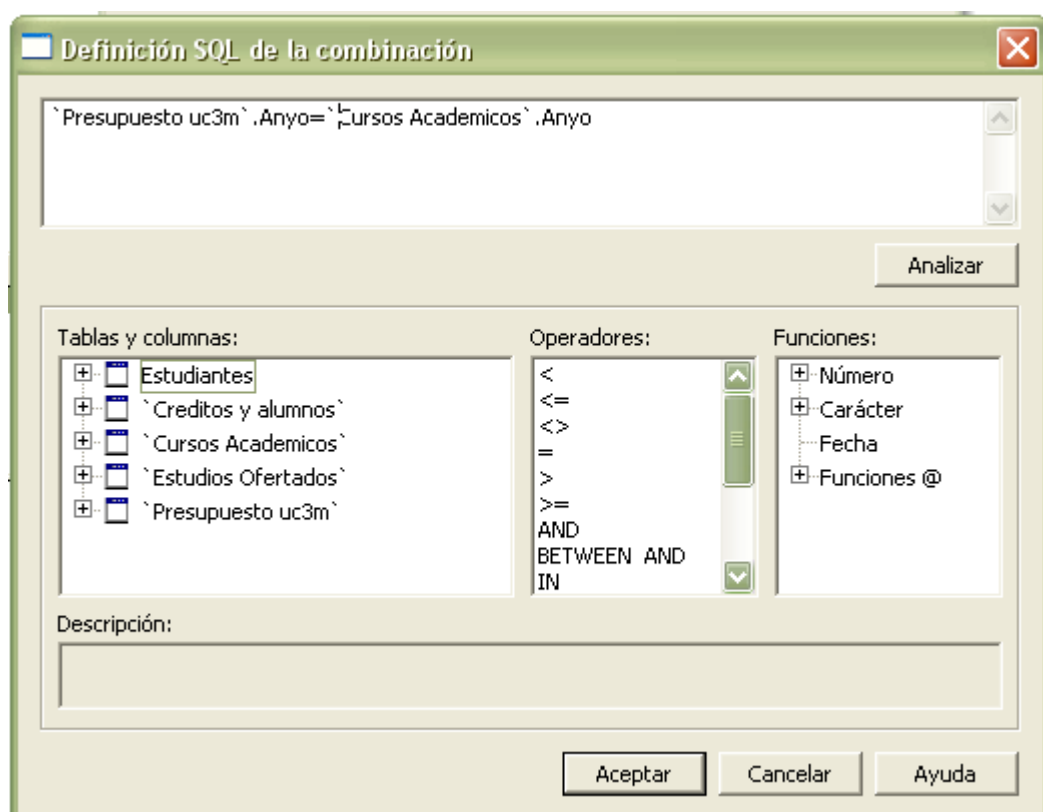 Definición SQL de la combinación
`Presupuesto uc3m`.Anyo=`Cursos Academicos`.Anyo
Analizar
Tablas y columnas:
Estudiantes
`Creditos y alumnos`
`Cursos Academicos`
`Estudios Ofertados`
`Presupuesto uc3m`
Operadores:
<
<=
<>
=
>
>=
AND
BETWEEN AND
IN
Funciones:
Número
Carácter
Fecha
Funciones @
Descripción:
Aceptar
Cancelar
Ayuda